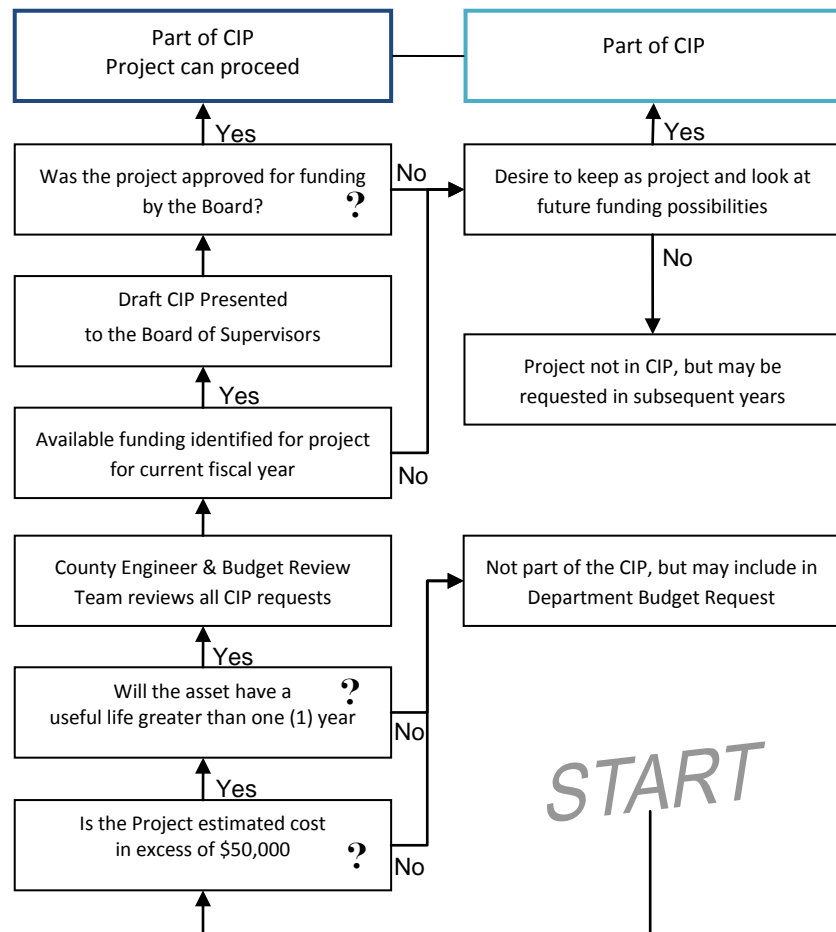 Part of CIP
Project can proceed
Part of CIP
Yes
Yes
Was the project approved for funding
by the Board?
?
No
Desire to keep as project and look at
future funding possibilities
No
Draft CIP Presented
to the Board of Supervisors
Project not in CIP, but may be
requested in subsequent years
Yes
Available funding identified for project
for current fiscal year
No
County Engineer & Budget Review
Team reviews all CIP requests
Not part of the CIP, but may include in
Department Budget Request
Yes
Will the asset have a
useful life greater than one (1) year
?
No
Yes
START
Is the Project estimated cost
in excess of $50,000
?
No